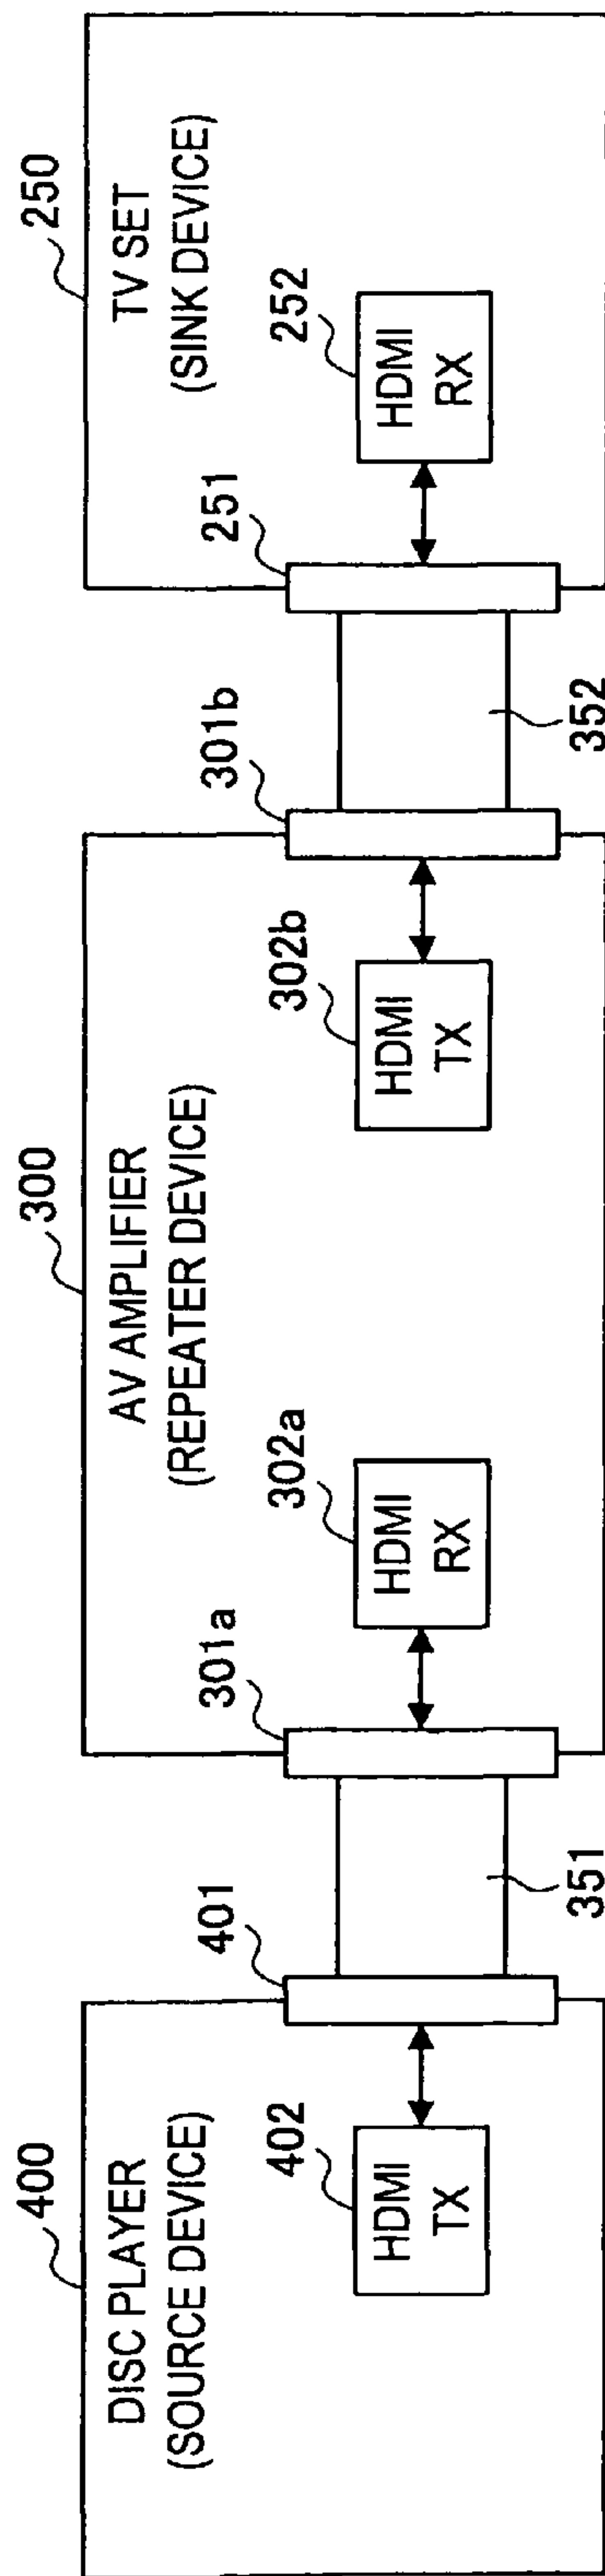 400
DISC PLAYER
(SOURCE DEVICE)
402
HDMI
TX
401
351
300
AV AMPLIFIER
(REPEATER DEVICE)
301a
302a
HDMI
RX
302b
HDMI
TX
301b
352
250
TV SET
(SINK DEVICE)
251
252
HDMI
RX